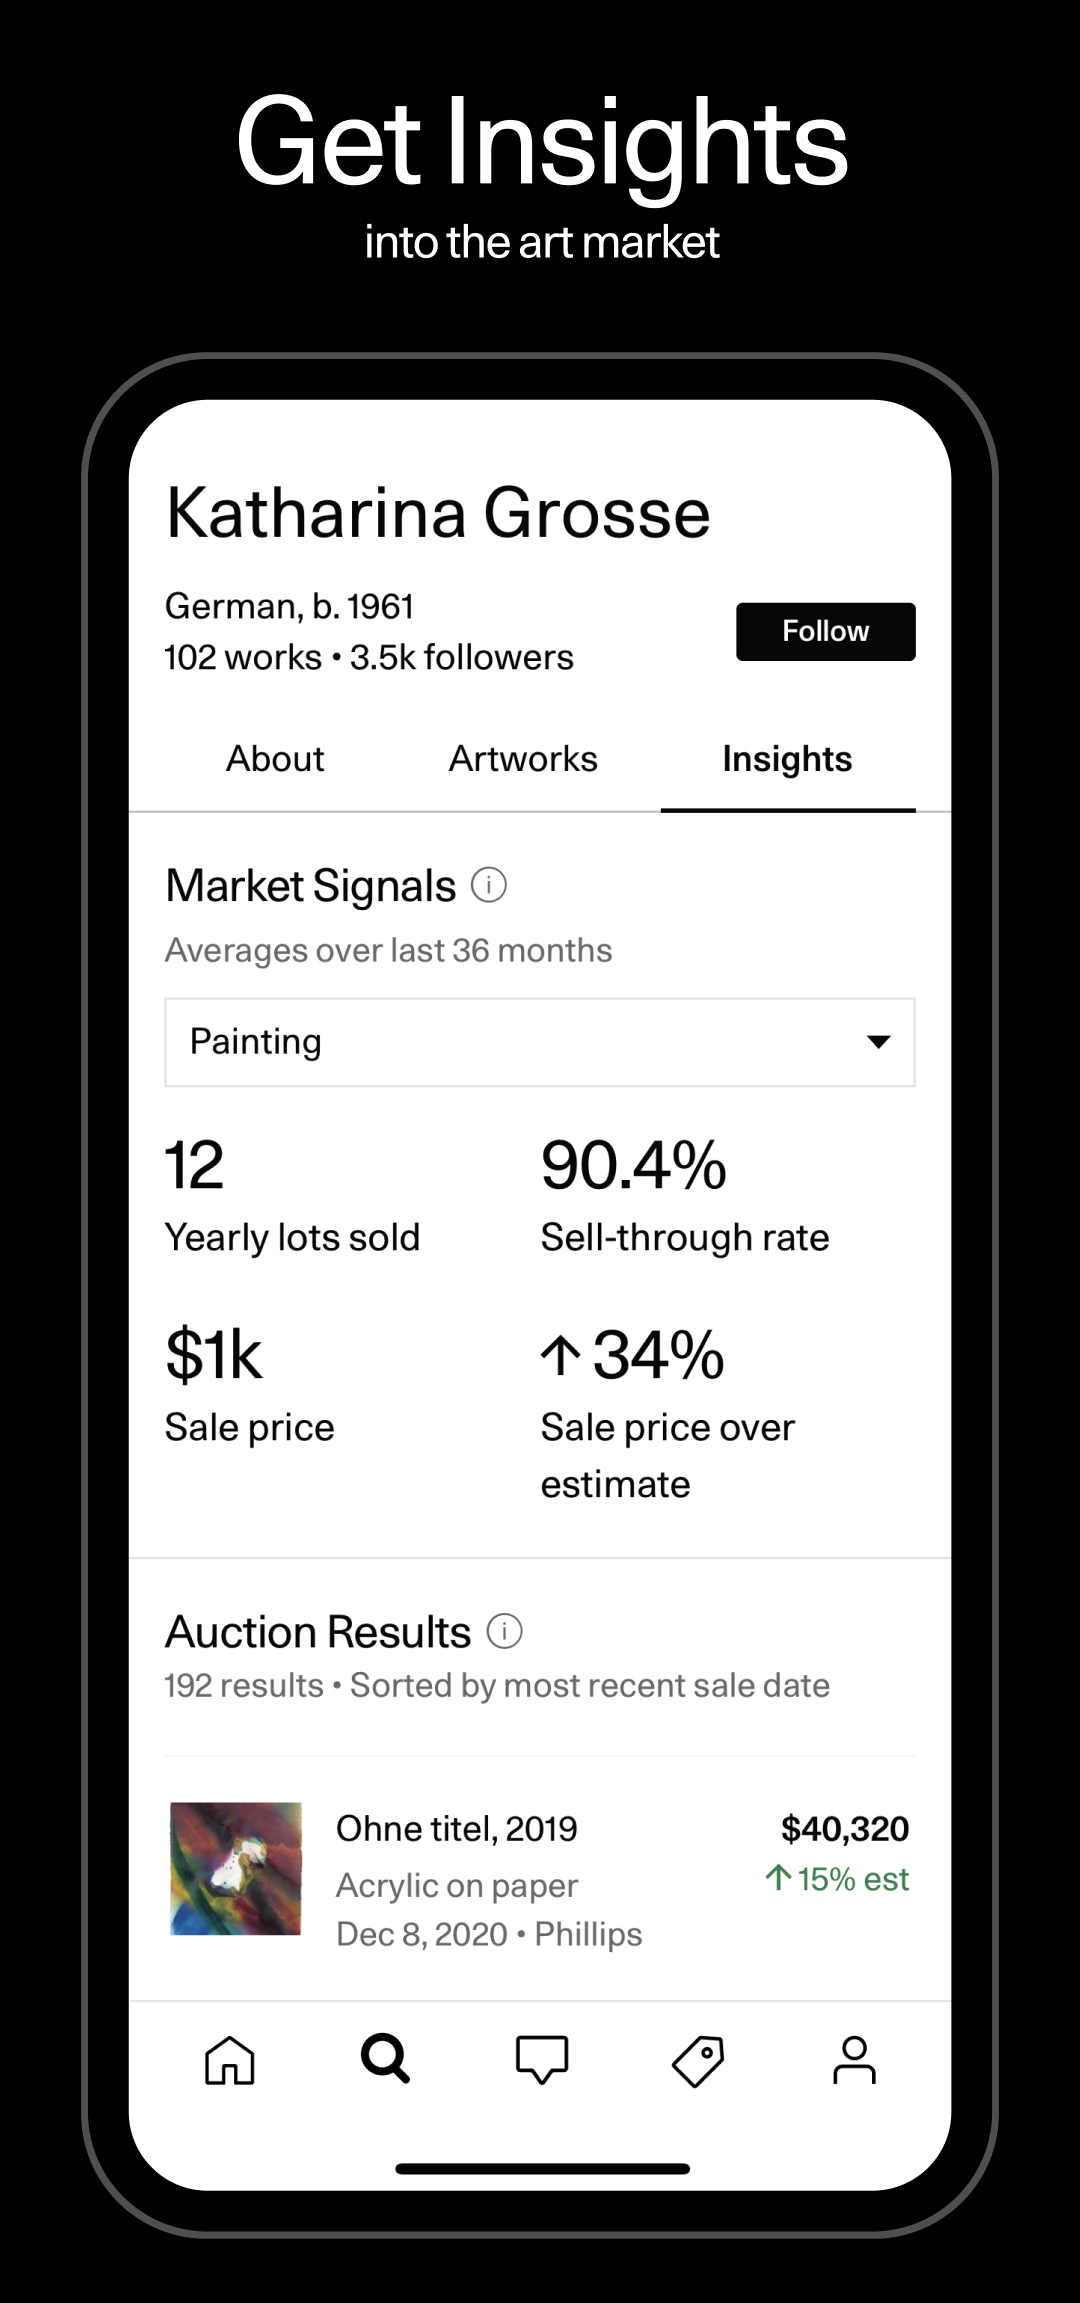 Get Insights
into the art market
Katharina Grosse
German, b. 1961
102 works • 3.5k followers
Follow
About
Artworks
Insights
Market Signals
Averages over last 36 months
Painting
12
Yearly lots sold
90.4%
Sell-through rate
$1k
Sale price
↑ 34%
Sale price over
estimate
Auction Results
192 results • Sorted by most recent sale date
Ohne titel, 2019
$40,320
Acrylic on paper
↑ 15% est
Dec 8, 2020 • Phillips